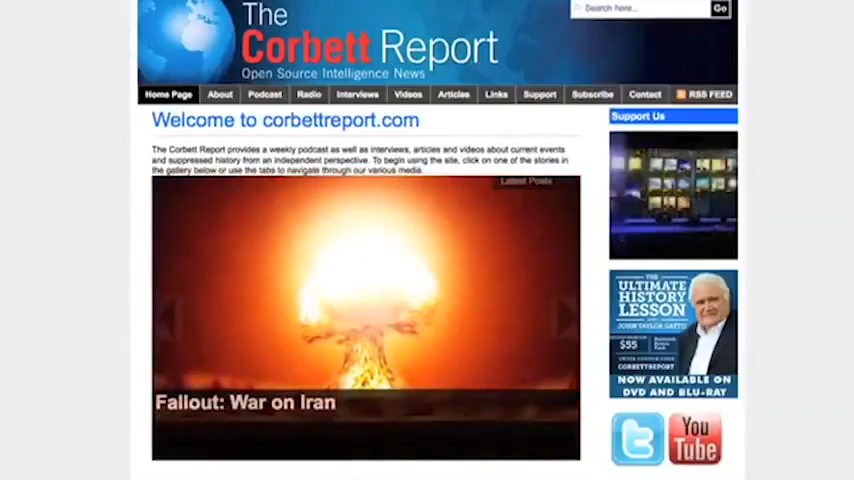 The
Corbett Report
Open Source Intelligence News
Search here...
Go
Home Page
About
Podcast
Radio
Interviews
Videos
Articles
Links
Support
Subscribe
Contact
RSS FEED
Welcome to corbettreport.com
The Corbett Report provides a weekly podcast as well as interviews, articles and videos about current events
and suppressed history from an independent perspective. To begin using the site, click on one of the stories in
the gallery below or use the tabs to navigate through our various media.
Latest Posts
Fallout: War on Iran
Support Us
THE
ULTIMATE
HISTORY
LESSON
JOHN TAYLOR GATTO
$55
CORBETTREPORT
NOW AVAILABLE ON
DVD AND BLU-RAY
You
Tube